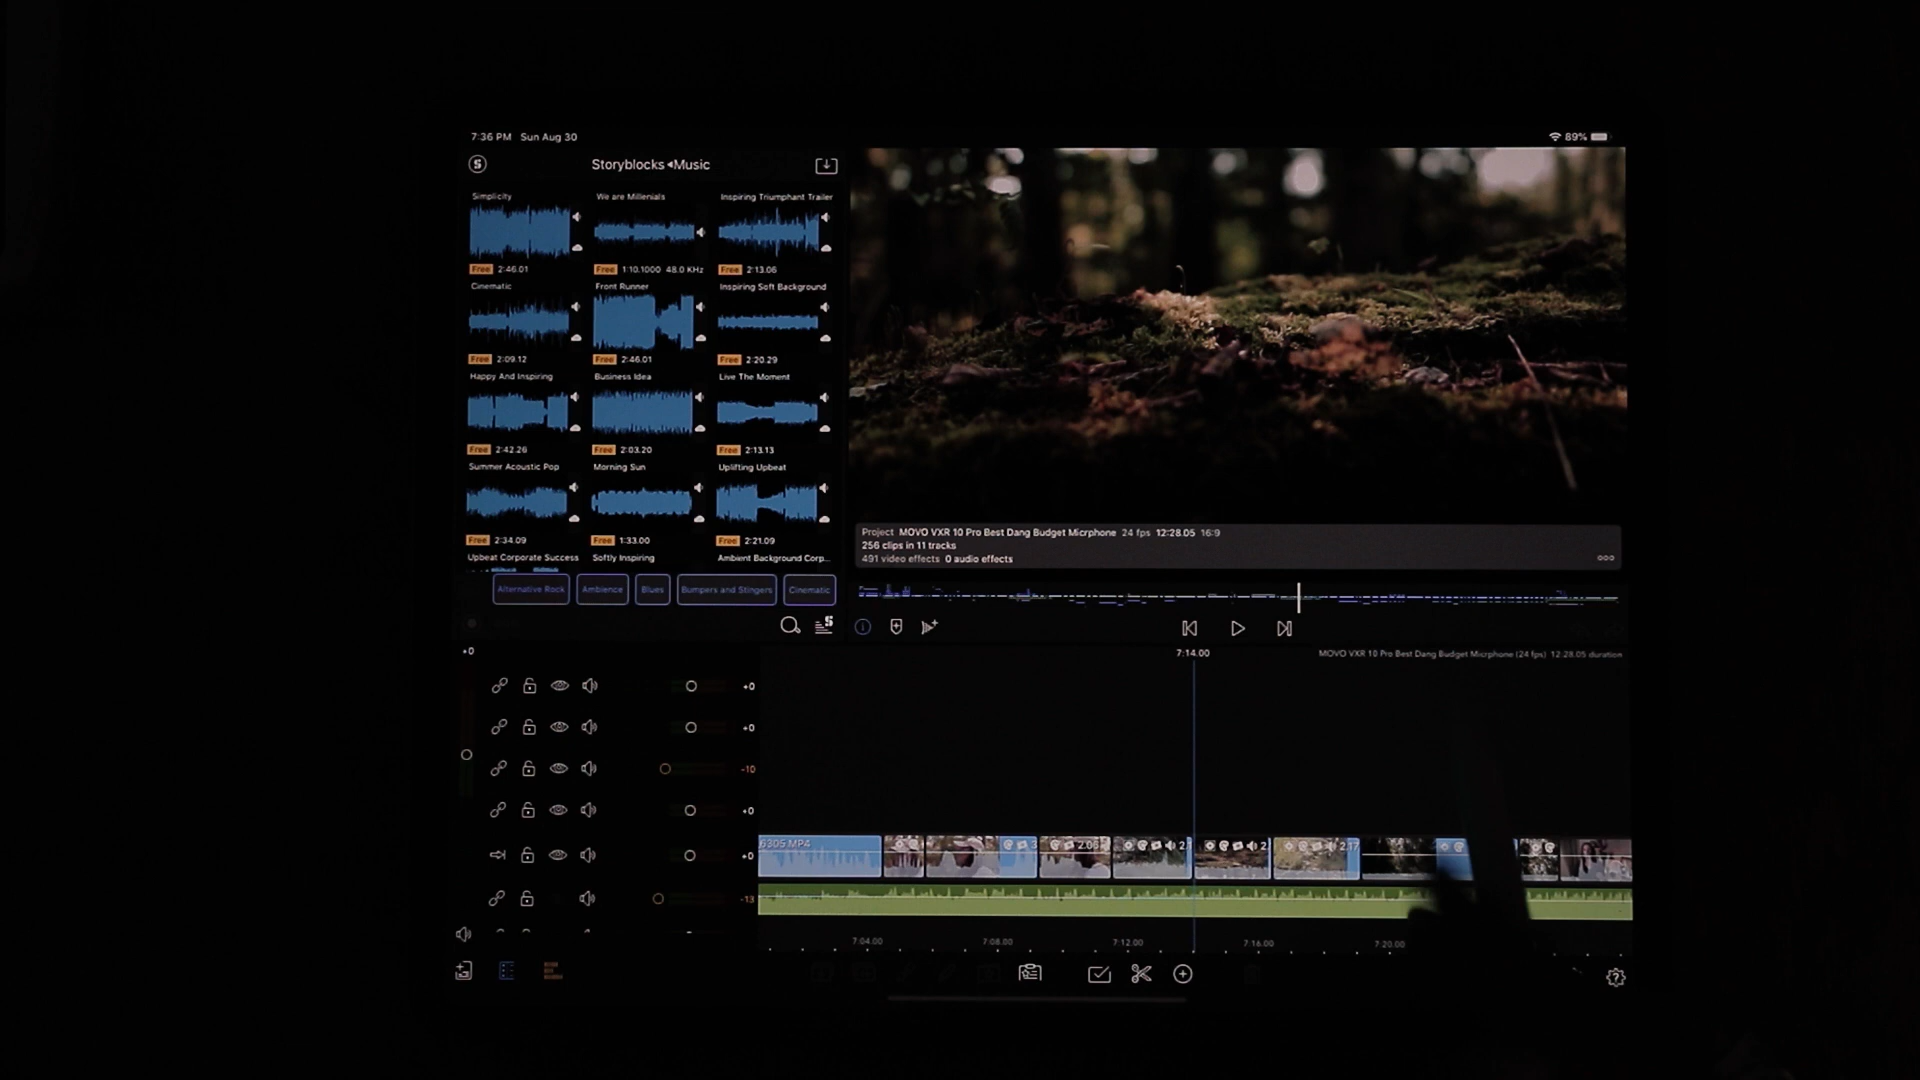 7:36 PM Sun Aug 30
89%
S
Storyblocks Music
Simplicity
We are Millenials
Inspiring Triumphant Trailer
Free 2:46.01
Free 1:10.1000 48.0 KHz
Free 2:13.06
Cinematic
Front Runner
Inspiring Soft Background
Free 2:09.12
Free 2:46.01
Free 2:20.29
Happy And Inspiring
Business Idea
Live The Moment
Free 2:42.26
Free 2:03.20
Free 2:13.13
Summer Acoustic Pop
Morning Sun
Uplifting Upbeat
Free 2:34.09
Free 1:33.00
Free 2:21.09
Upbeat Corporate Success
Softly Inspiring
Ambient Background Corp...
Alternative Rock
Ambience
Blues
Bumpers and Stingers
Cinematic
Project MOVO VXR 10 Pro Best Dang Budget Micrphone 24 fps 12:28.05 16:9
256 clips in 11 tracks
491 video effects 0 audio effects
+0
7:14.00
MOVO VXR 10 Pro Best Dang Budget Micrphone (24 fps) 12:28.05 duration
+0
+0
-10
+0
+0
-13
6305.MP4
3
2.06
2
2
2.17
7:04.00
7:08.00
7:12.00
7:16.00
7:20.00